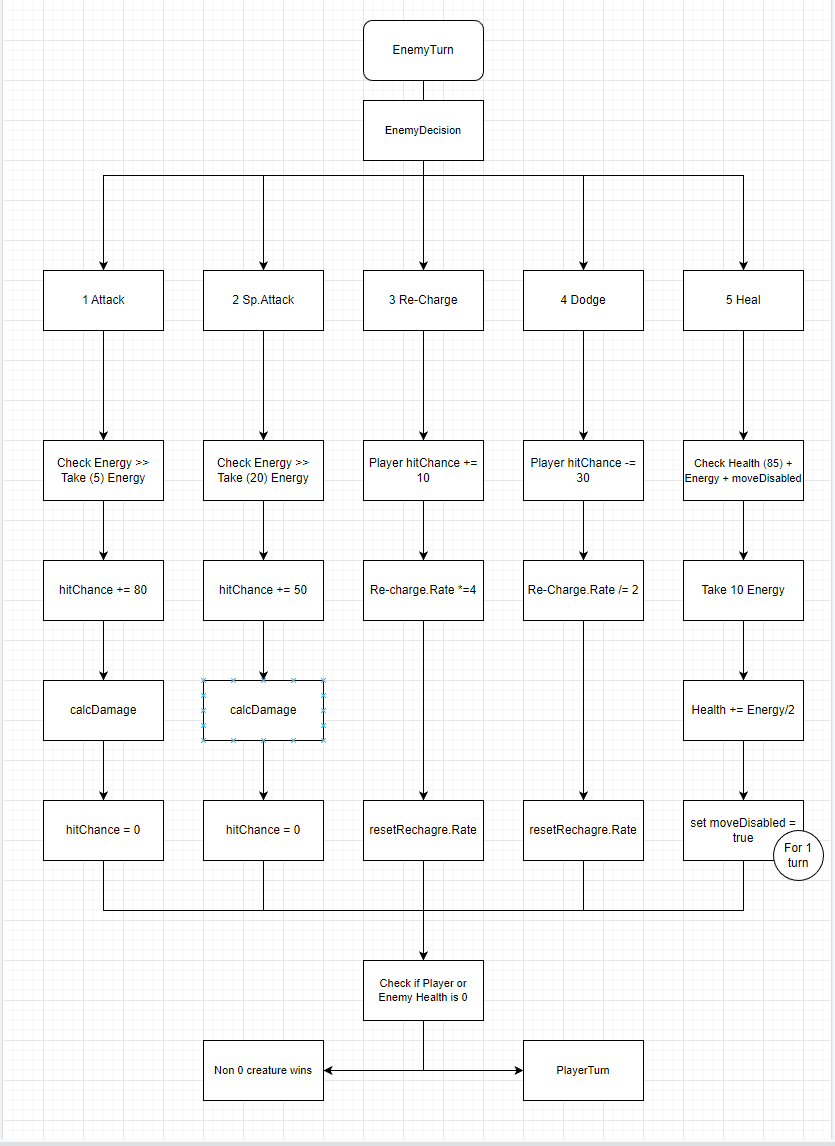 EnemyTurn
EnemyDecision
1 Attack
2 Sp.Attack
3 Re-Charge
4 Dodge
5 Heal
Check Energy >>
Take (5) Energy
Check Energy >>
Take (20) Energy
Player hitChance +=
10
Player hitChance -=
30
Check Health (85) +
Energy + moveDisabled
hitChance += 80
hitChance += 50
Re-charge.Rate *=4
Re-Charge.Rate /= 2
Take 10 Energy
calcDamage
calcDamage
Health += Energy/2
hitChance = 0
hitChance = 0
resetRechagre.Rate
resetRechagre.Rate
set moveDisabled =
true
For 1
turn
Check if Player or
Enemy Health is 0
Non 0 creature wins
PlayerTurn